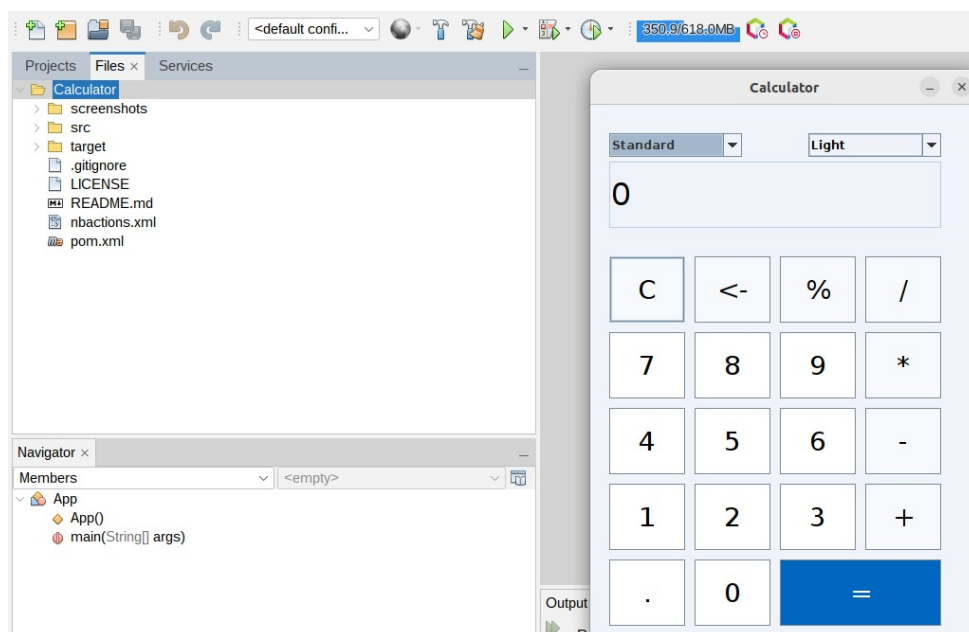 <default confi...
350.9/618.0MB
Projects Files × Services
Calculator
screenshots
src
target
.gitignore
LICENSE
README.md
nbactions.xml
pom.xml
Navigator ×
Members <empty>
App
App()
main(String[] args)
Output
Calculator
Standard Light
0
C <- % /
7 8 9 *
4 5 6 -
1 2 3 +
. 0 =